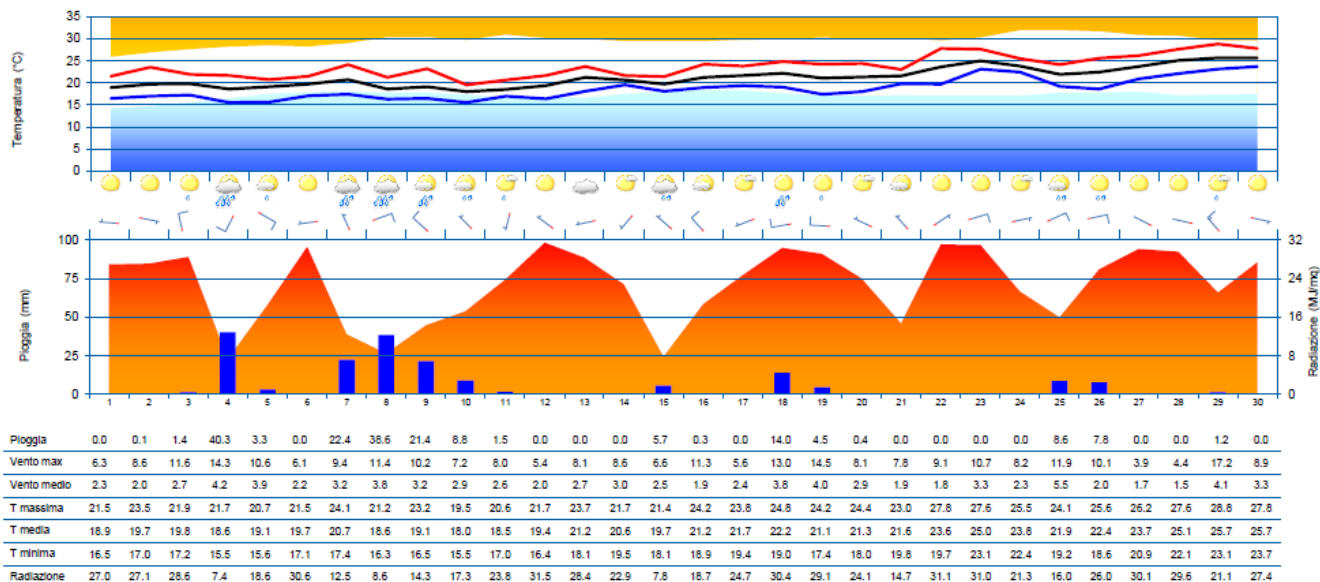 35
30
25
20
15
10
5
0
Temperatura (°C)
100
75
50
25
0
Pioggia (mm)
32
24
16
8
0
Radiazione (MJ/mq)
1 2 3 4 5 6 7 8 9 10 11 12 13 14 15 16 17 18 19 20 21 22 23 24 25 26 27 28 29 30
Pioggia 0.0 0.1 1.4 40.3 3.3 0.0 22.4 38.6 21.4 8.8 1.5 0.0 0.0 0.0 5.7 0.3 0.0 14.0 4.5 0.4 0.0 0.0 0.0 0.0 8.6 7.8 0.0 0.0 1.2 0.0
Vento max 6.3 8.6 11.6 14.3 10.6 6.1 9.4 11.4 10.2 7.2 8.0 5.4 8.1 8.6 6.6 11.3 5.6 13.0 14.5 8.1 7.8 9.1 10.7 8.2 11.9 10.1 3.9 4.4 17.2 8.9
Vento medio 2.3 2.0 2.7 4.2 3.9 2.2 3.2 3.8 3.2 2.9 2.6 2.0 2.7 3.0 2.5 1.9 2.4 3.8 4.0 2.9 1.9 1.8 3.3 2.3 5.5 2.0 1.7 1.5 4.1 3.3
T massima 21.5 23.5 21.9 21.7 20.7 21.5 24.1 21.2 23.2 19.5 20.6 21.7 23.7 21.7 21.4 24.2 23.8 24.8 24.2 24.4 23.0 27.8 27.6 25.5 24.1 25.6 26.2 27.6 28.8 27.8
T media 18.9 19.7 19.8 18.6 19.1 19.7 20.7 18.6 19.1 18.0 18.5 19.4 21.2 20.6 19.7 21.2 21.7 22.2 21.1 21.3 21.6 23.6 25.0 23.8 21.9 22.4 23.7 25.1 25.7 25.7
T minima 16.5 17.0 17.2 15.5 15.6 17.1 17.4 16.3 16.5 15.5 17.0 16.4 18.1 19.5 18.1 18.9 19.4 19.0 17.4 18.0 19.8 19.7 23.1 22.4 19.2 18.6 20.9 22.1 23.1 23.7
Radiazione 27.0 27.1 28.6 7.4 18.6 30.6 12.5 8.6 14.3 17.3 23.8 31.5 28.4 22.9 7.8 18.7 24.7 30.4 29.1 24.1 14.7 31.1 31.0 21.3 16.0 26.0 30.1 29.6 21.1 27.4